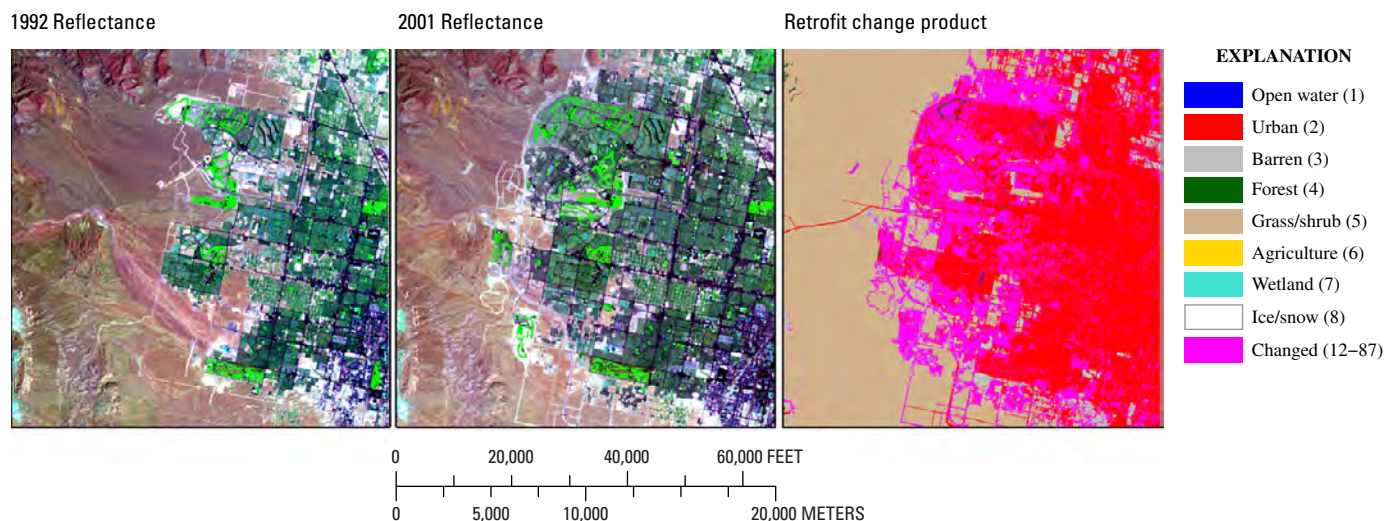 1992 Reflectance
2001 Reflectance
Retrofit change product
EXPLANATION
Open water (1)
Urban (2)
Barren (3)
Forest (4)
Grass/shrub (5)
Agriculture (6)
Wetland (7)
Ice/snow (8)
Changed (12–87)
0 20,000 40,000 60,000 FEET
0 5,000 10,000 20,000 METERS